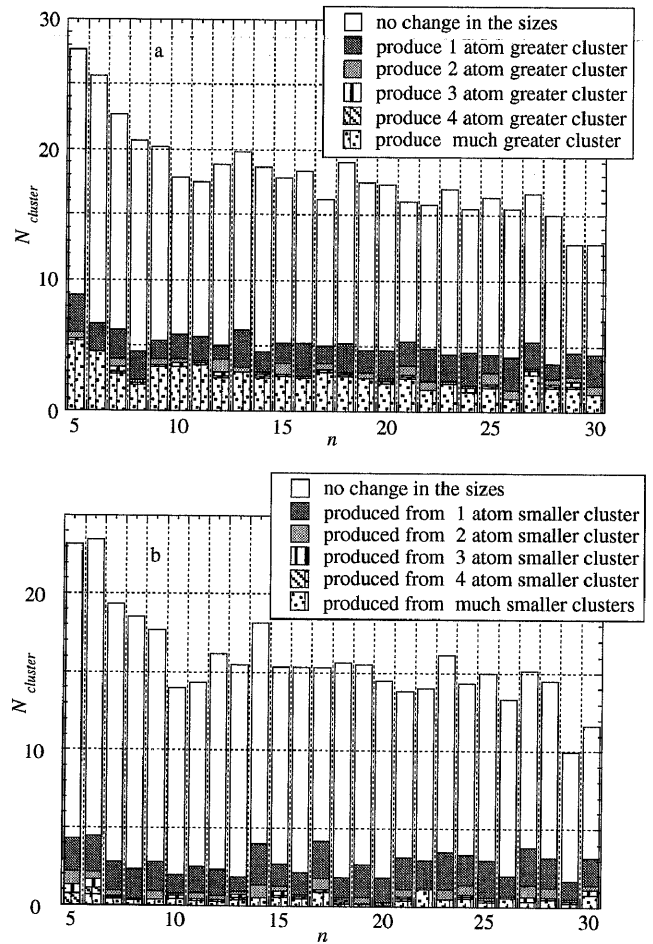 30
a
no change in the sizes
produce 1 atom greater cluster
produce 2 atom greater cluster
produce 3 atom greater cluster
produce 4 atom greater cluster
produce much greater cluster
20
N cluster
10
0
5 10 15 20 25 30
n
b
no change in the sizes
produced from 1 atom smaller cluster
produced from 2 atom smaller cluster
produced from 3 atom smaller cluster
produced from 4 atom smaller cluster
produced from much smaller clusters
20
N cluster
10
0
5 10 15 20 25 30
n